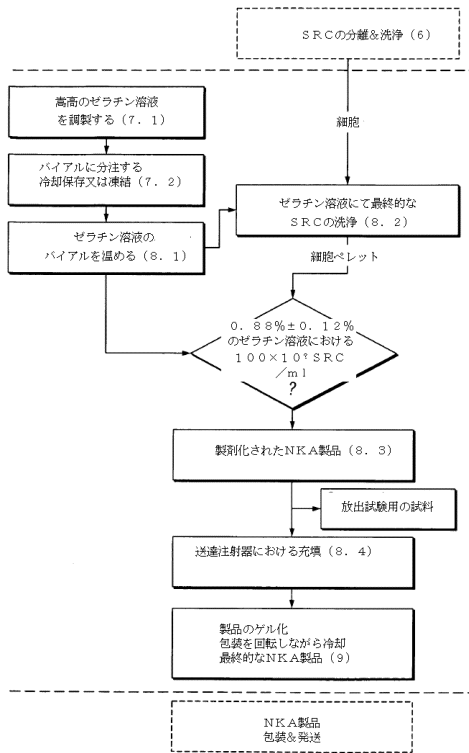 SRCの分離&洗浄(6)
嵩高のゼラチン溶液
を調製する(7.1)
細胞
バイアルに分注する
冷却保存又は凍結(7.2)
ゼラチン溶液にて最終的な
SRCの洗浄(8.2)
ゼラチン溶液の
バイアルを温める(8.1)
細胞ペレット
0.88%±0.12%
のゼラチン溶液における
SRC
/ml
?
製剤化されたNKA製品(8.3)
放出試験用の試料
送達注射器における充填(8.4)
製品のゲル化
包装を回転しながら冷却
最終的なNKA製品(9)
NKA製品
包装&発送